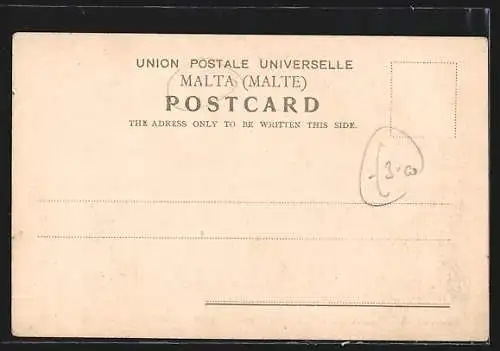 UNION POSTALE UNIVERSELLE
MALTA (MALTE)
POSTCARD
THE ADRESS ONLY TO BE WRITTEN THIS SIDE.